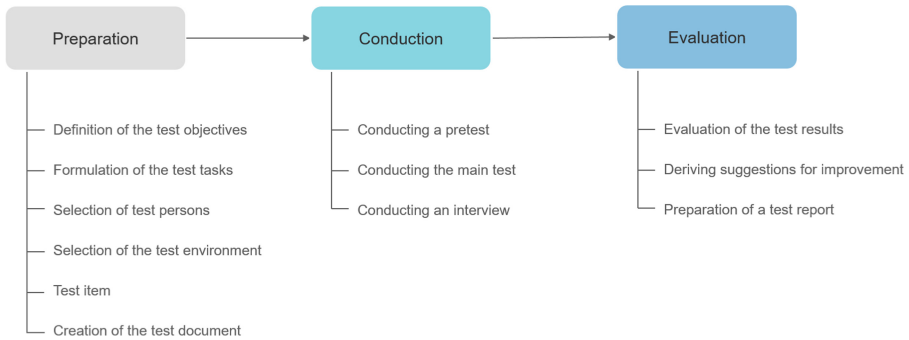 Preparation
Conduction
Evaluation
Definition of the test objectives
Formulation of the test tasks
Selection of test persons
Selection of the test environment
Test item
Creation of the test document
Conducting a pretest
Conducting the main test
Conducting an interview
Evaluation of the test results
Deriving suggestions for improvement
Preparation of a test report